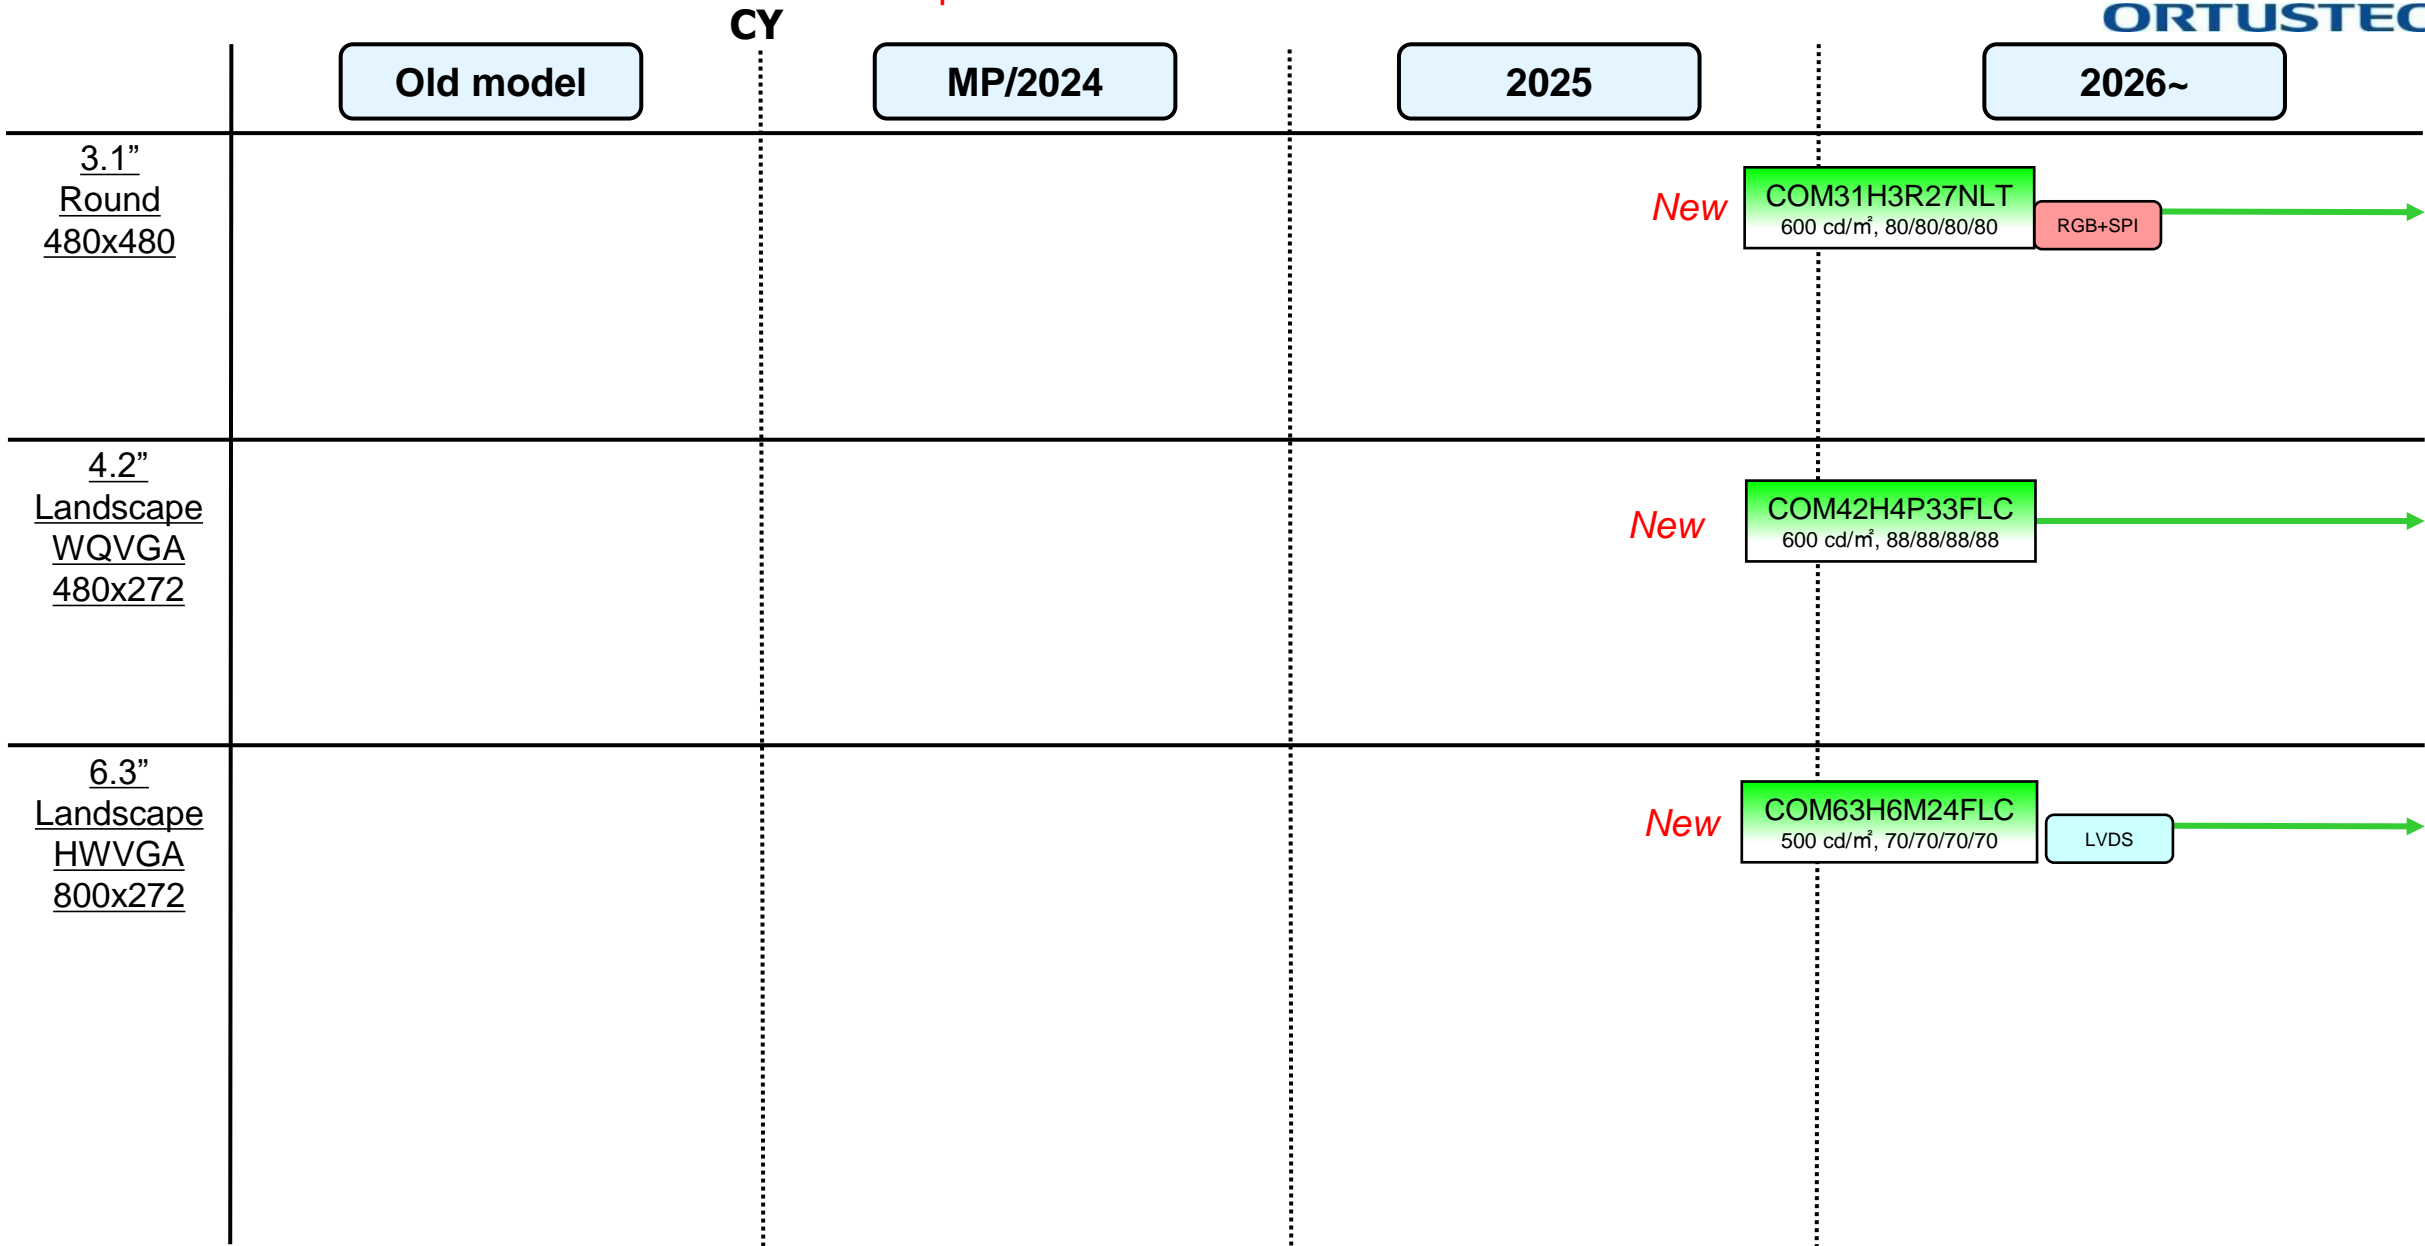 CY
ORTUSTEC
Old model
MP/2024
2025
2026~
3.1”
Round
480x480
New
COM31H3R27NLT
600 cd/㎡, 80/80/80/80
RGB+SPI
4.2”
Landscape
WQVGA
480x272
New
COM42H4P33FLC
600 cd/㎡, 88/88/88/88
6.3”
Landscape
HWVGA
800x272
New
COM63H6M24FLC
500 cd/㎡, 70/70/70/70
LVDS